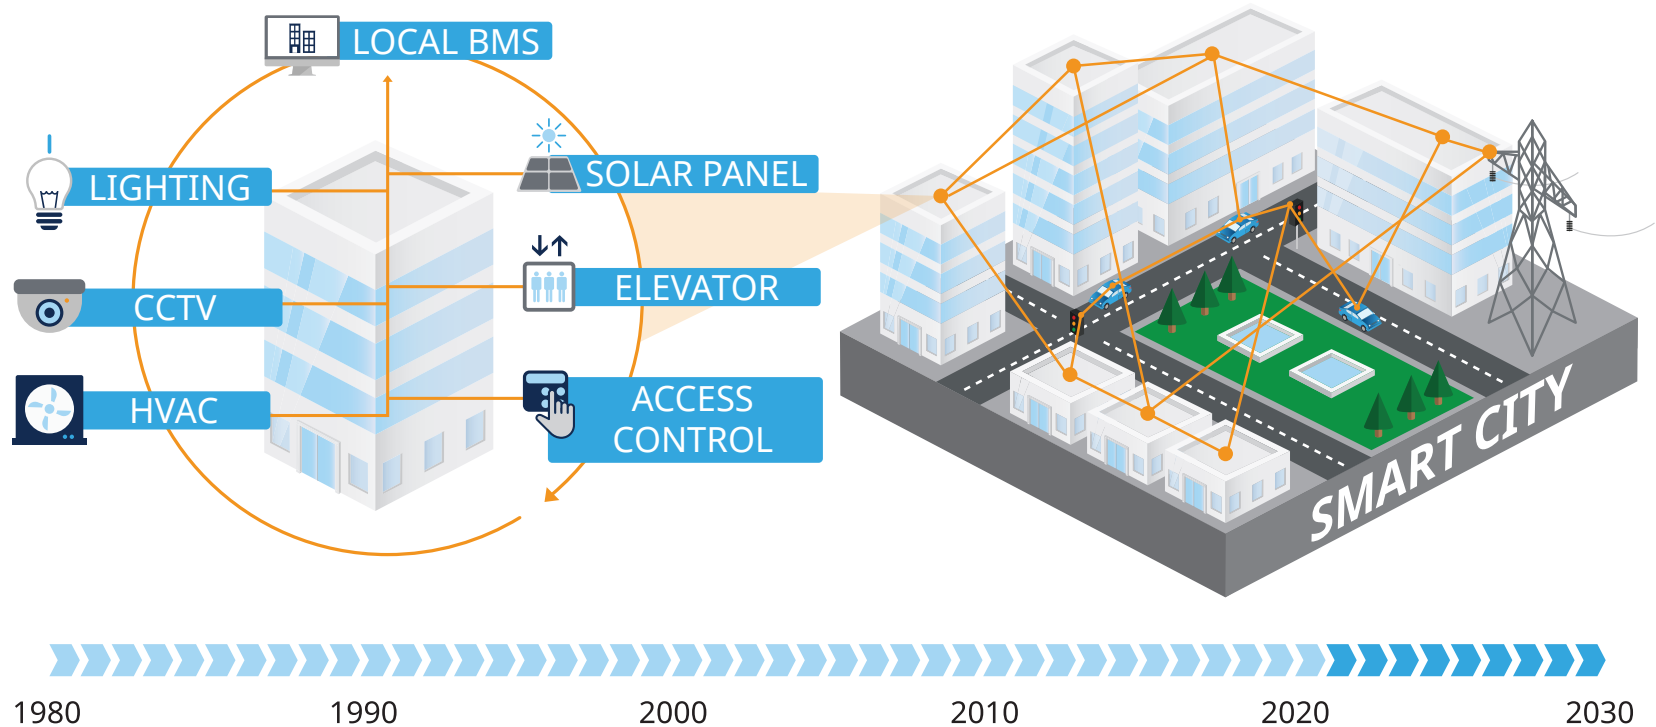 LOCAL BMS
LIGHTING
SOLAR PANEL
CCTV
ELEVATOR
HVAC
ACCESS
CONTROL
SMART CITY
1980
1990
2000
2010
2020
2030